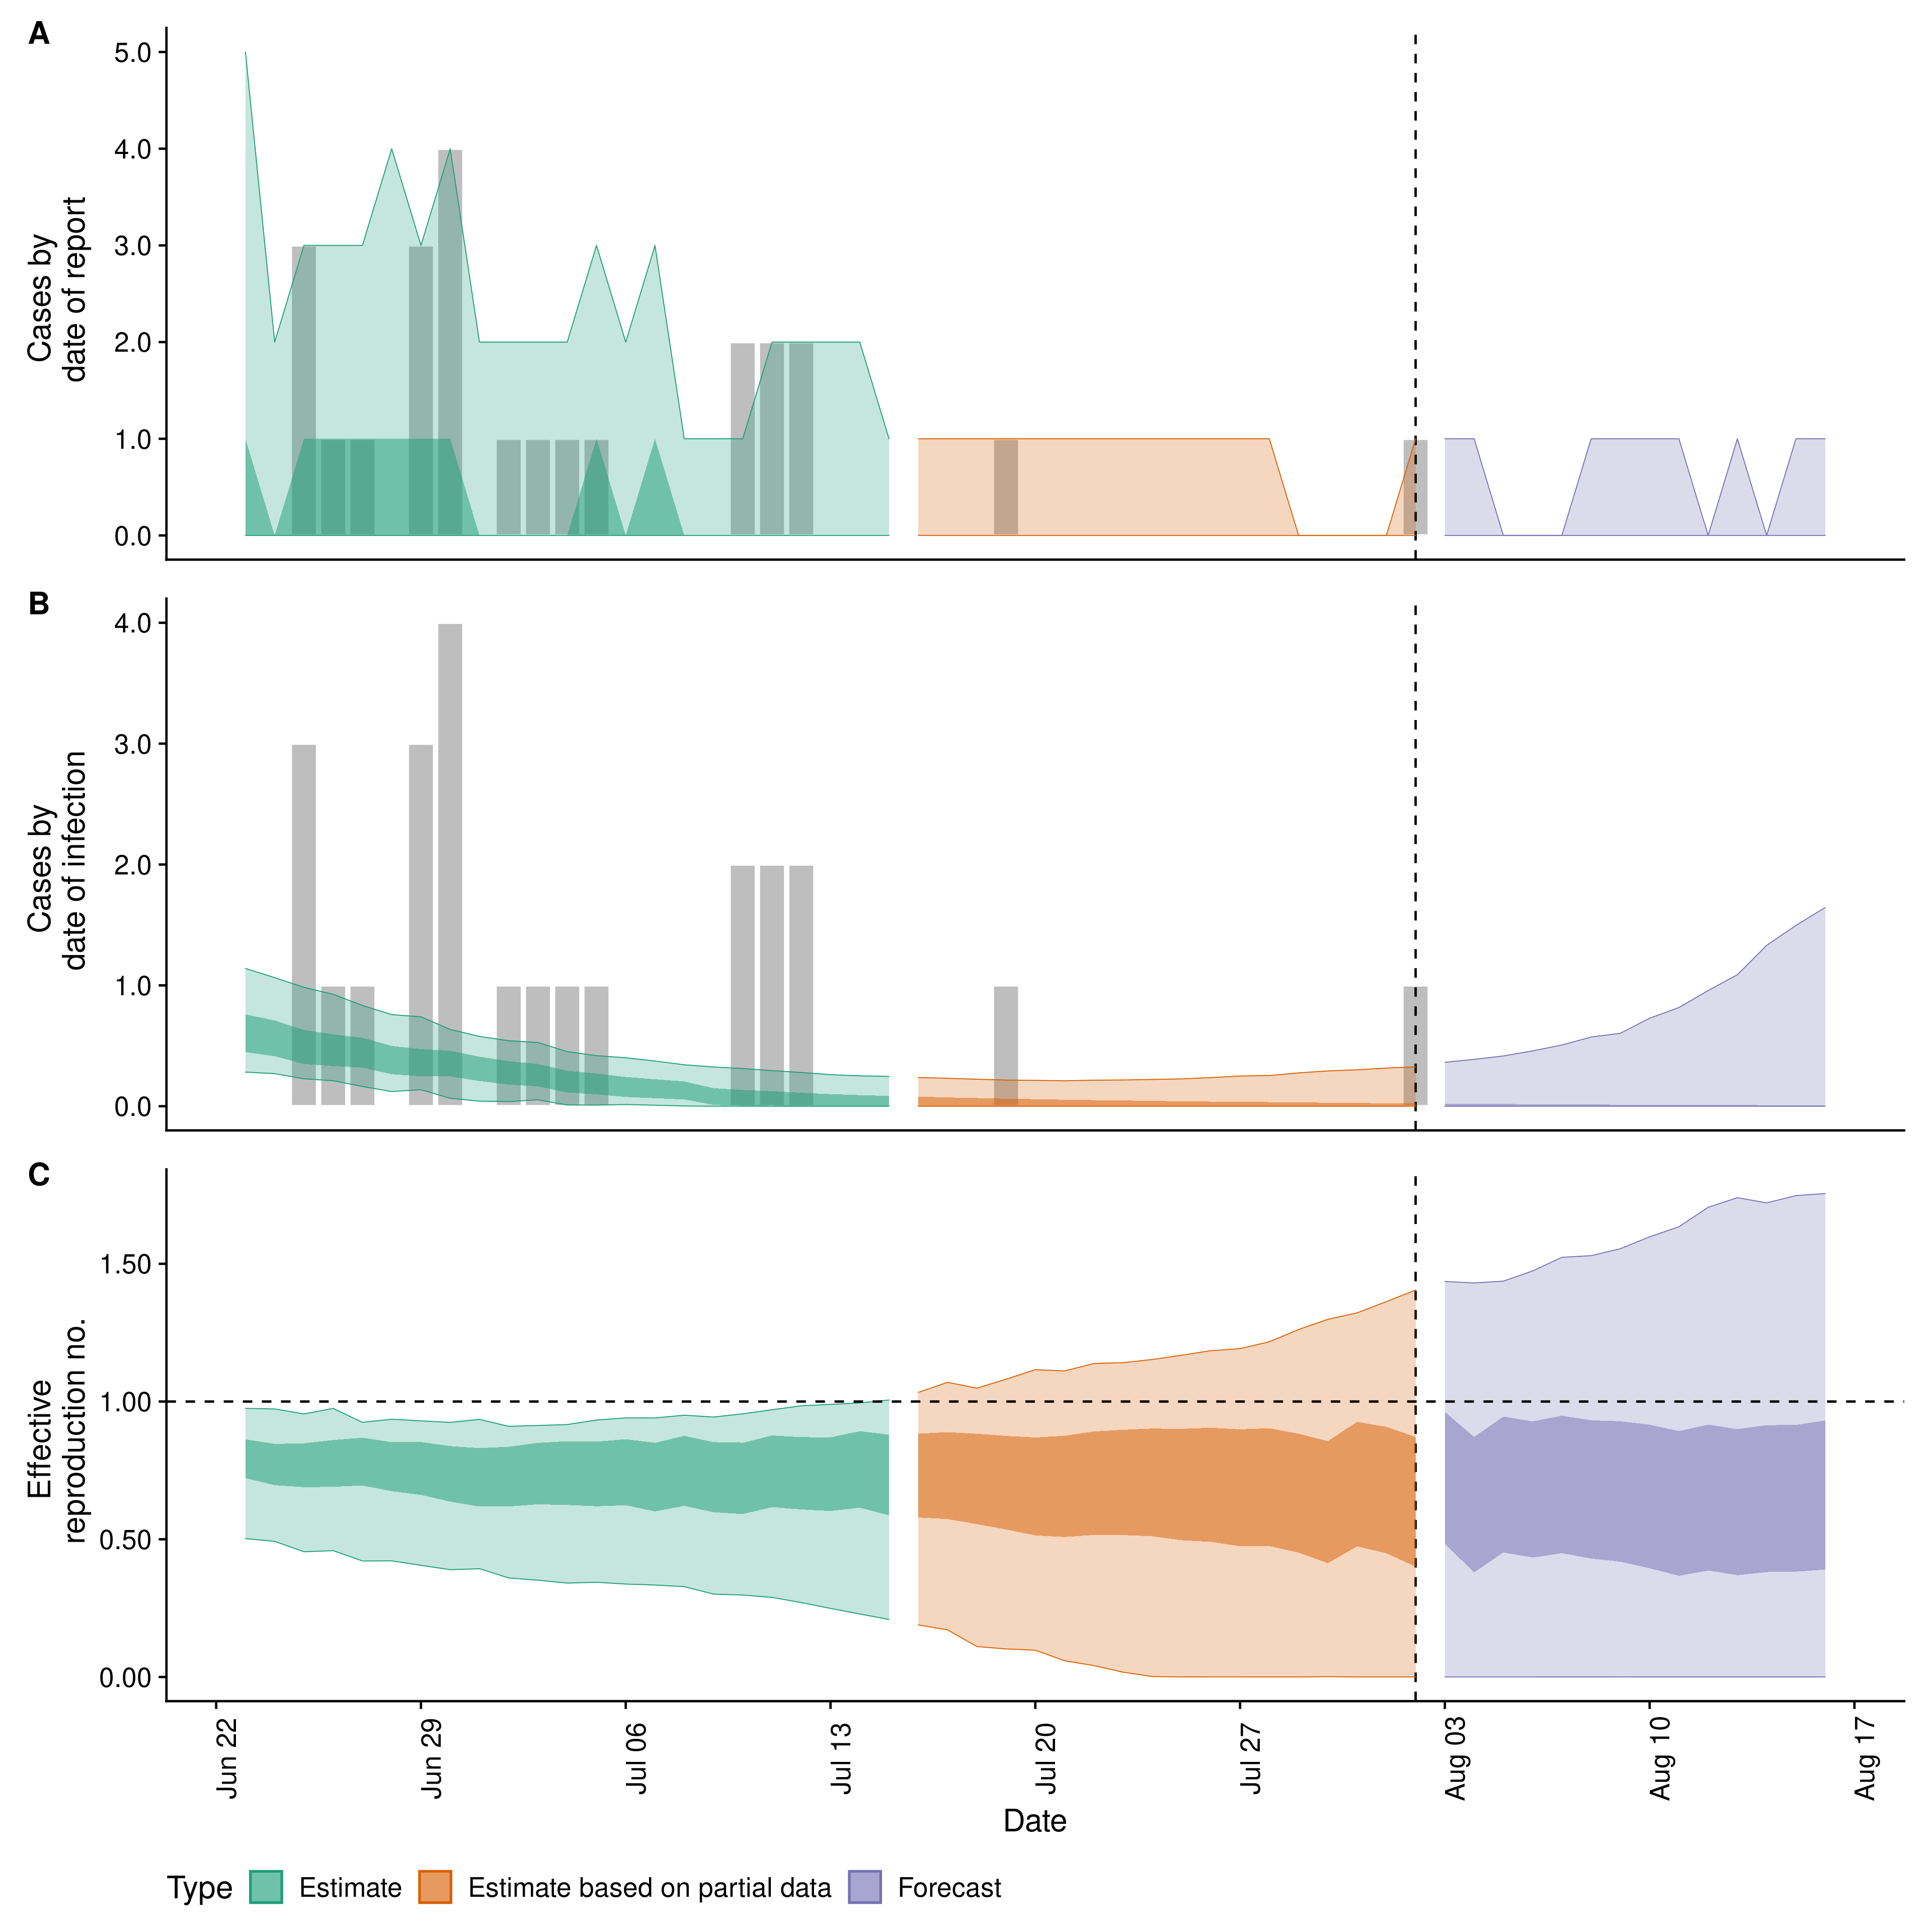 A
Cases by
date of report
5.0
4.0
3.0
2.0
1.0
0.0
B
Cases by
date of infection
4.0
3.0
2.0
1.0
0.0
C
Effective
reproduction no.
1.50
1.00
0.50
0.00
Jun 22
Jun 29
Jul 06
Jul 13
Jul 20
Jul 27
Aug 03
Aug 10
Aug 17
Date
Type Estimate Estimate based on partial data Forecast